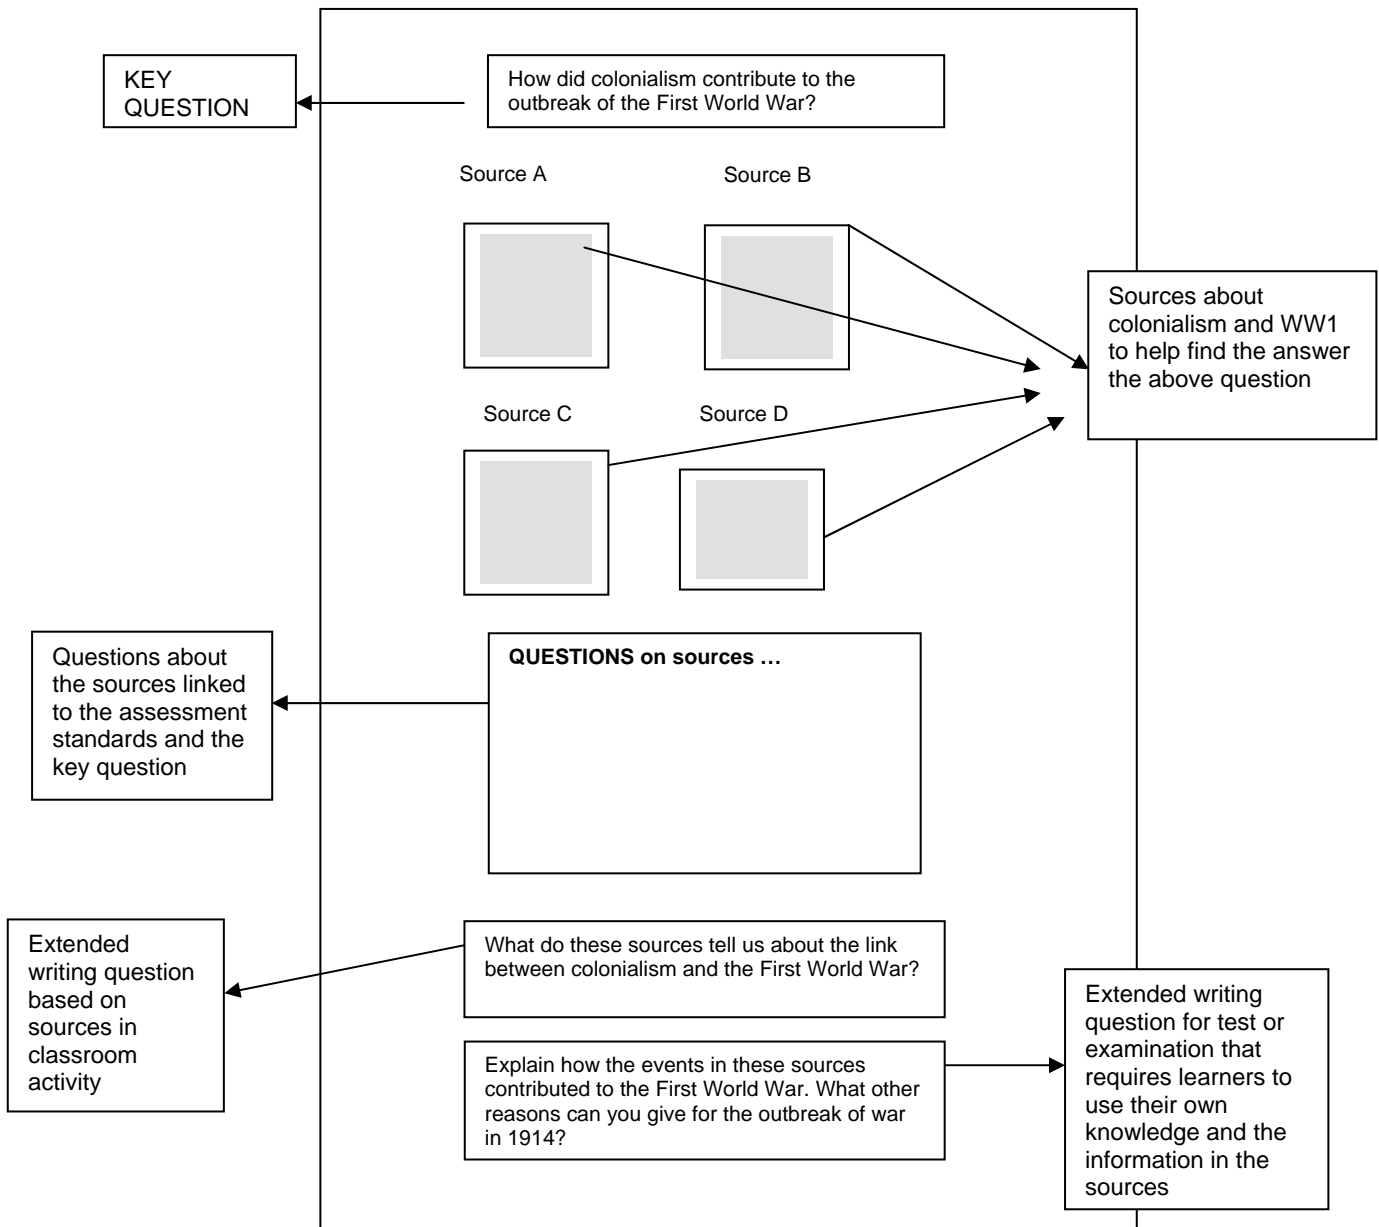 KEY
QUESTION
How did colonialism contribute to the
outbreak of the First World War?
Source A
Source B
Sources about
colonialism and WW1
to help find the answer
the above question
Source C
Source D
Questions about
the sources linked
to the assessment
standards and the
key question
QUESTIONS on sources …
Extended
writing question
based on
sources in
classroom
activity
What do these sources tell us about the link
between colonialism and the First World War?
Explain how the events in these sources
contributed to the First World War. What other
reasons can you give for the outbreak of war
in 1914?
Extended writing
question for test or
examination that
requires learners to
use their own
knowledge and the
information in the
sources